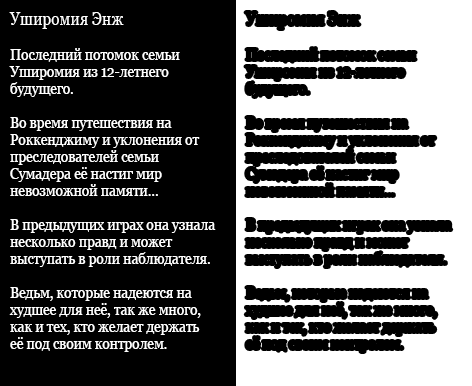 Уширомия Энж
Последний потомок семьи
Уширомия из 12-летнего
будущего.
Во время путешествия на
Роккенджиму и уклонения от
преследователей семьи
Сумадера её настиг мир
невозможной памяти...
В предыдущих играх она узнала
несколько правд и может
выступать в роли наблюдателя.
Ведьм, которые надеются на
худшее для неё, так же много,
как и тех, кто желает держать
её под своим контролем.
Уширомия Энж
Последний потомок семьи
Уширомия из 12-летнего
будущего.
Во время путешествия на
Роккенджиму и уклонения от
преследователей семьи
Сумадера её настиг мир
невозможной памяти...
В предыдущих играх она узнала
несколько правд и может
выступать в роли наблюдателя.
Ведьм, которые надеются на
худшее для неё, так же много,
как и тех, кто желает держать
её под своим контролем.